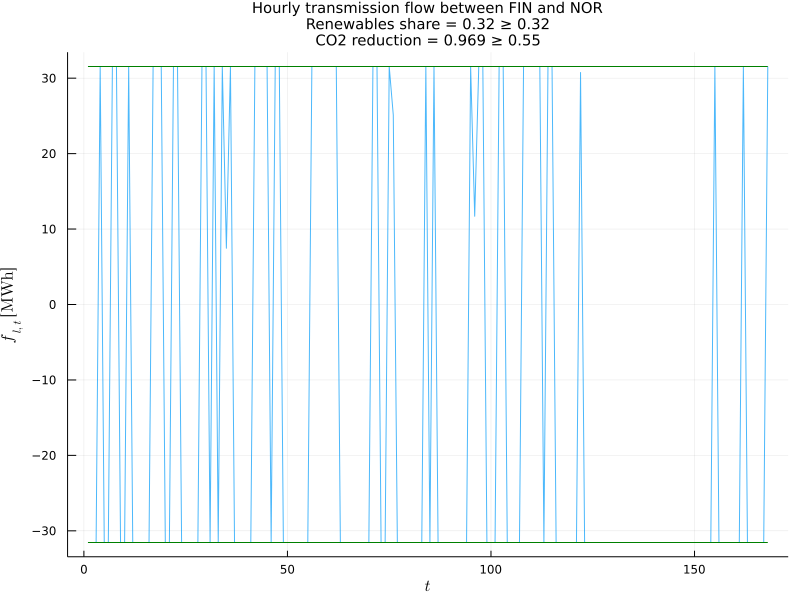 Hourly transmission flow between FIN and NOR
Renewables share = 0.32 ≥ 0.32
CO2 reduction = 0.969 ≥ 0.55
30
20
10
0
−10
−20
−30
f l,t [MWh]
0 50 100 150
t